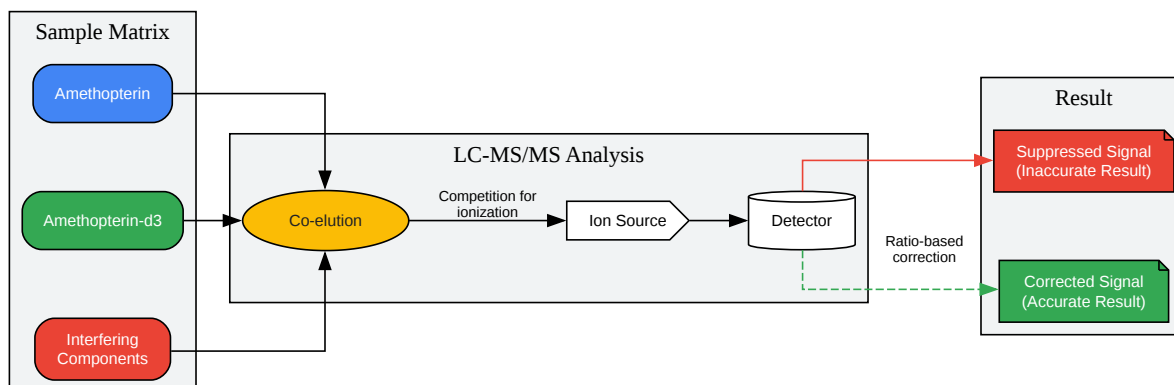 Sample Matrix
Amethopterin
Amethopterin-d3
Interfering
Components
LC-MS/MS Analysis
Co-elution
Competition for
ionization
Ion Source
Detector
Ratio-based
correction
Result
Suppressed Signal
(Inaccurate Result)
Corrected Signal
(Accurate Result)